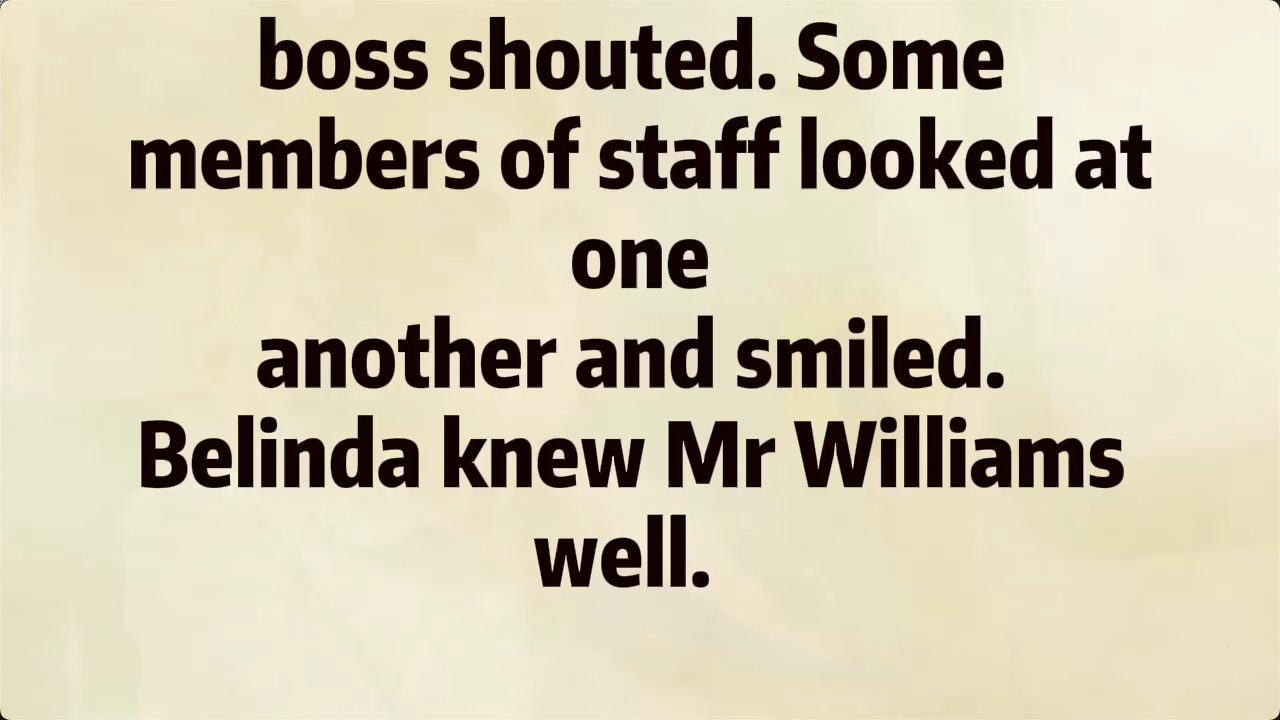 boss shouted. Some
members of staff looked at
one
another and smiled.
Belinda knew Mr Williams
well.